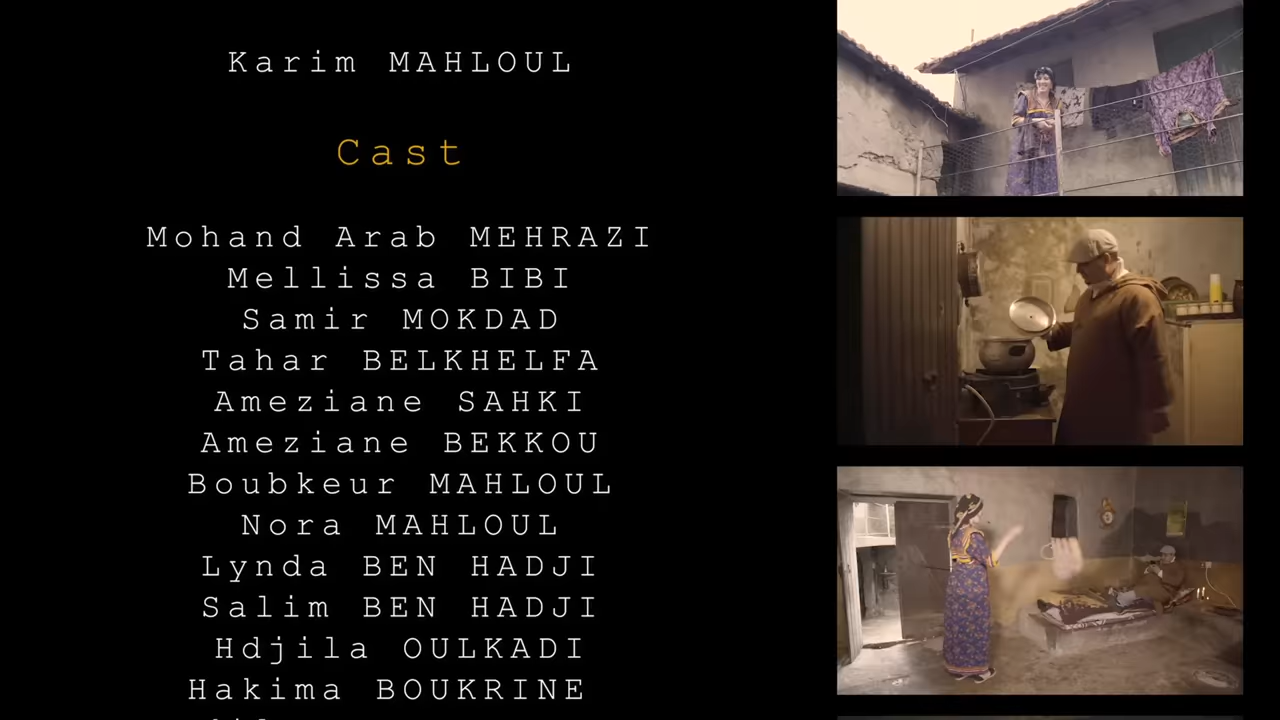 Karim MAHLOUL
Cast
Mohand Arab MEHRAZI
Mellissa BIBI
Samir MOKDAD
Tahar BELKHELFA
Ameziane SAHKI
Ameziane BEKKOU
Boubkeur MAHLOUL
Nora MAHLOUL
Lynda BEN HADJI
Salim BEN HADJI
Hdjila OULKADI
Hakima BOUKRINE